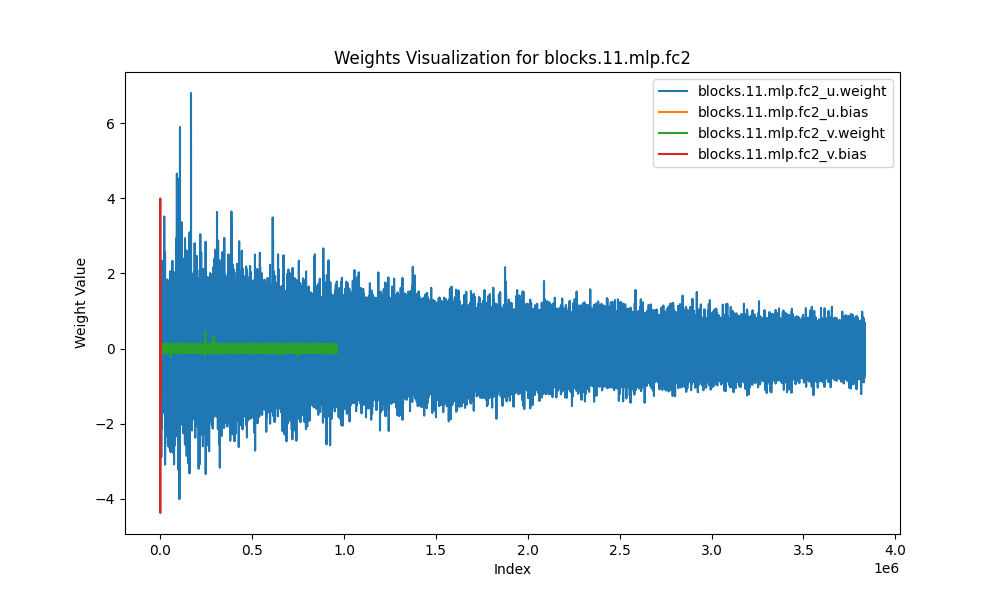 Weights Visualization for blocks.11.mlp.fc2
blocks.11.mlp.fc2_u.weight
blocks.11.mlp.fc2_u.bias
blocks.11.mlp.fc2_v.weight
blocks.11.mlp.fc2_v.bias
Weight Value
6
4
2
0
−2
−4
0.0 0.5 1.0 1.5 2.0 2.5 3.0 3.5 4.0
1e6
Index